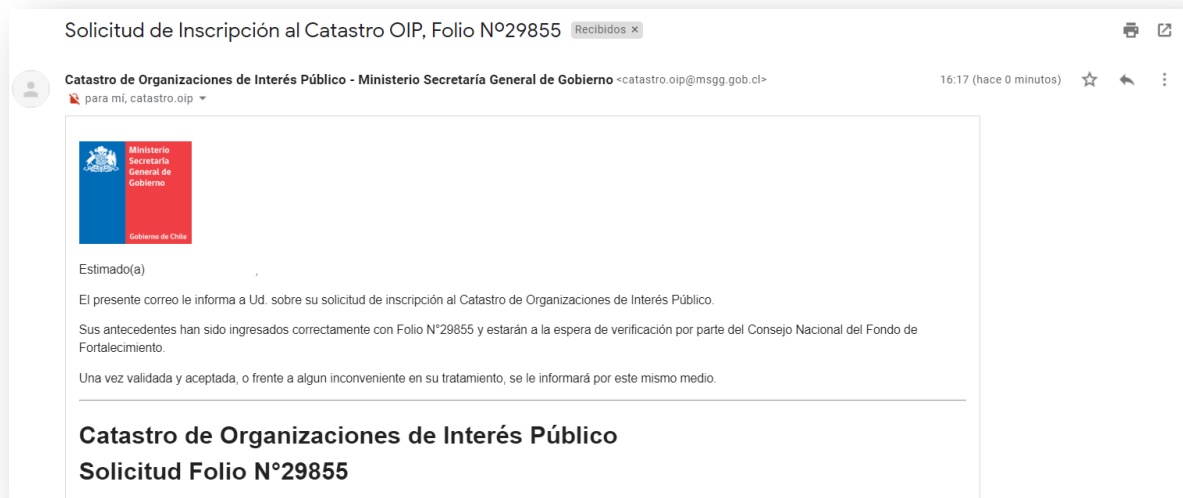 Solicitud de Inscripción al Catastro OIP, Folio Nº29855 Recibidos ×
Catastro de Organizaciones de Interés Público - Ministerio Secretaría General de Gobierno <catastro.oip@msgg.gob.cl> 16:17 (hace 0 minutos)
para mí, catastro.oip
Ministerio
Secretaría
General de
Gobierno
Gobierno de Chile
Estimado(a) ,
El presente correo le informa a Ud. sobre su solicitud de inscripción al Catastro de Organizaciones de Interés Público.
Sus antecedentes han sido ingresados correctamente con Folio N°29855 y estarán a la espera de verificación por parte del Consejo Nacional del Fondo de
Fortalecimiento.
Una vez validada y aceptada, o frente a algun inconveniente en su tratamiento, se le informará por este mismo medio.
Catastro de Organizaciones de Interés Público
Solicitud Folio N°29855